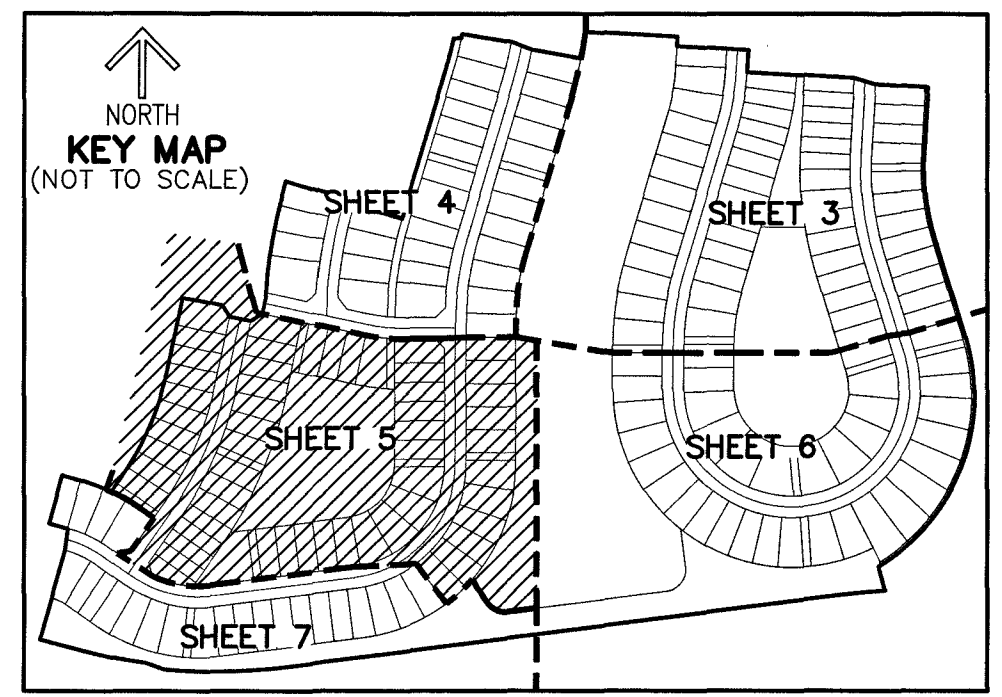 NORTH
KEY MAP
(NOT TO SCALE)
SHEET 4
SHEET 3
SHEET 5
SHEET 6
SHEET 7